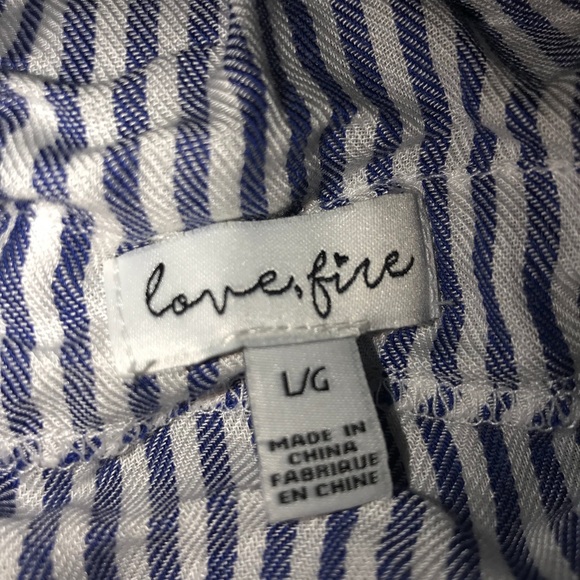 love, fire
L/G
MADE IN
CHINA
FABRIQUE
EN CHINE